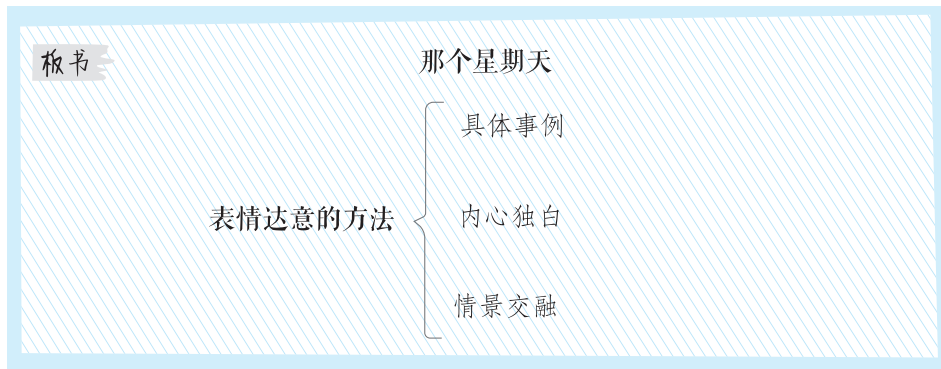 板书
那个星期天
具体事例
表情达意的方法
内心独白
情景交融